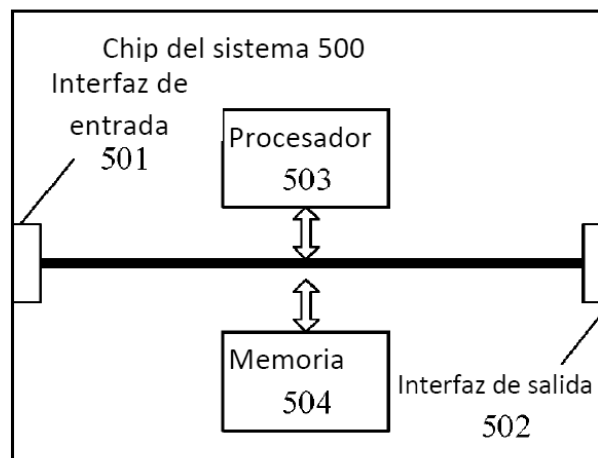 Chip del sistema 500
Interfaz de
entrada
501
Procesador
503
Memoria
504
Interfaz de salida
502